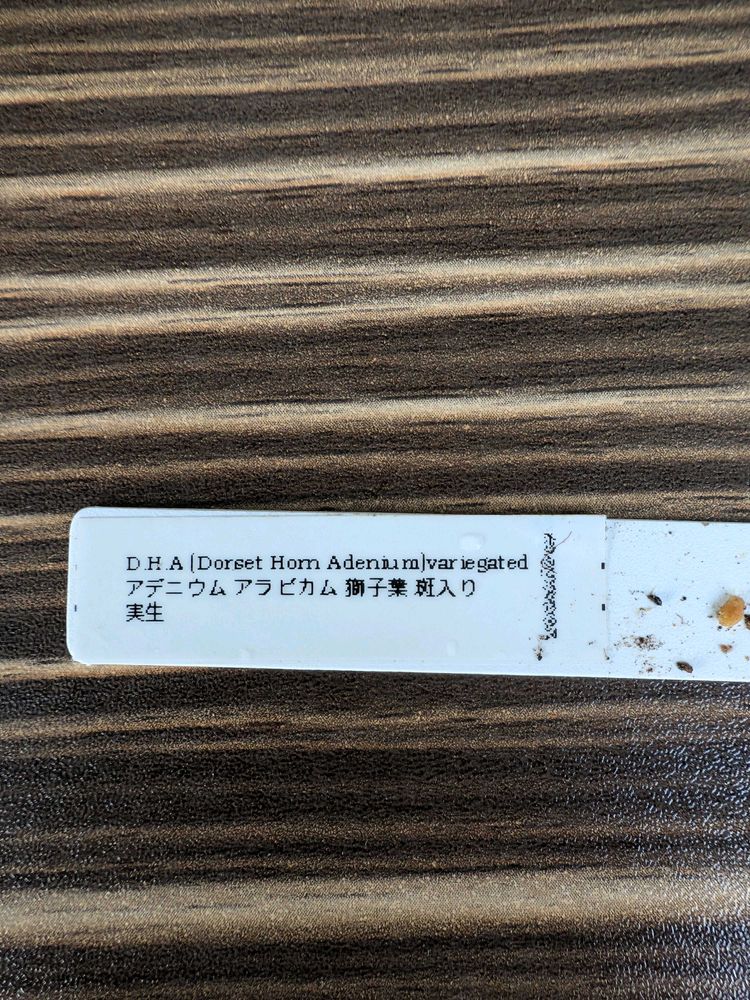 D.H.A (Dorset Horn Adenium)variegated
アデニウム アラビカム 獅子葉 斑入り
実生